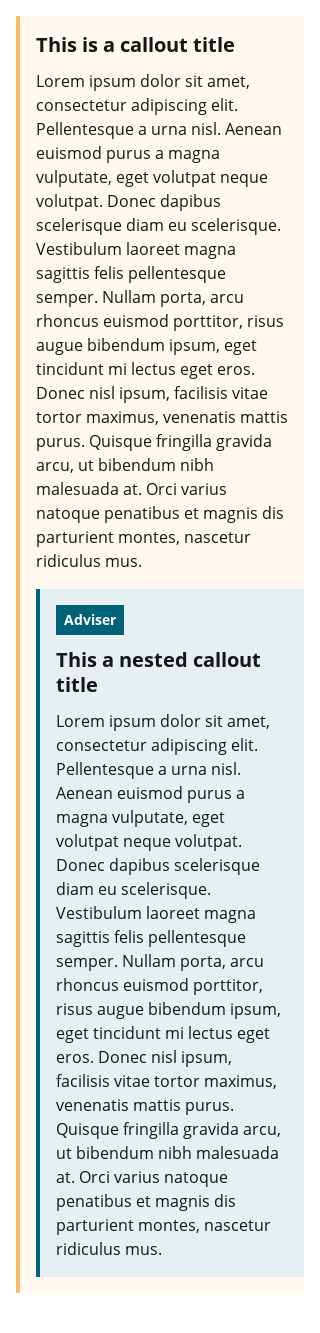 This is a callout title
Lorem ipsum dolor sit amet,
consectetur adipiscing elit.
Pellentesque a urna nisl. Aenean
euismod purus a magna
vulputate, eget volutpat neque
volutpat. Donec dapibus
scelerisque diam eu scelerisque.
Vestibulum laoreet magna
sagittis felis pellentesque
semper. Nullam porta, arcu
rhoncus euismod porttitor, risus
augue bibendum ipsum, eget
tincidunt mi lectus eget eros.
Donec nisl ipsum, facilisis vitae
tortor maximus, venenatis mattis
purus. Quisque fringilla gravida
arcu, ut bibendum nibh
malesuada at. Orci varius
natoque penatibus et magnis dis
parturient montes, nascetur
ridiculus mus.
Adviser
This a nested callout
title
Lorem ipsum dolor sit amet,
consectetur adipiscing elit.
Pellentesque a urna nisl.
Aenean euismod purus a
magna vulputate, eget
volutpat neque volutpat.
Donec dapibus scelerisque
diam eu scelerisque.
Vestibulum laoreet magna
sagittis felis pellentesque
semper. Nullam porta, arcu
rhoncus euismod porttitor,
risus augue bibendum ipsum,
eget tincidunt mi lectus eget
eros. Donec nisl ipsum,
facilisis vitae tortor maximus,
venenatis mattis purus.
Quisque fringilla gravida arcu,
ut bibendum nibh malesuada
at. Orci varius natoque
penatibus et magnis dis
parturient montes, nascetur
ridiculus mus.